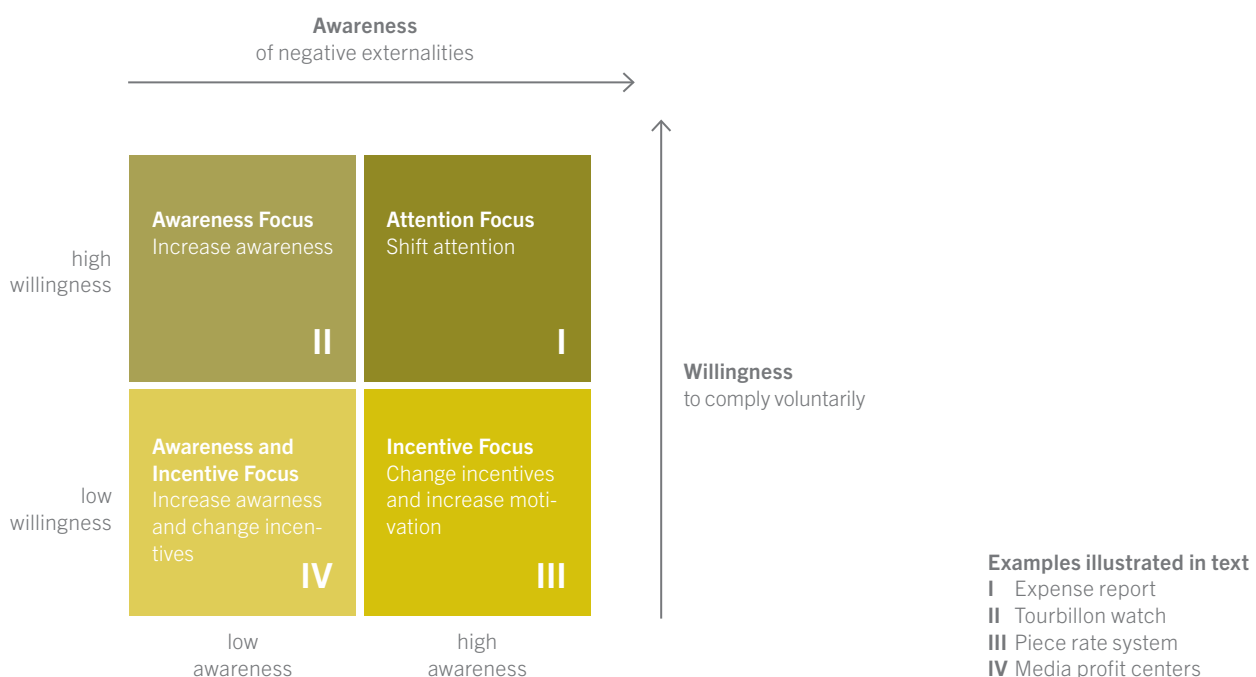 Awareness
of negative externalities
Awareness Focus
Increase awareness
II
Attention Focus
Shift attention
I
high
willingness
Willingness
to comply voluntarily
Awareness and
Incentive Focus
Increase awarness
and change incen-
tives
IV
Incentive Focus
Change incentives
and increase moti-
vation
III
low
willingness
low
awareness
high
awareness
Examples illustrated in text
I Expense report
II Tourbillon watch
III Piece rate system
IV Media profit centers